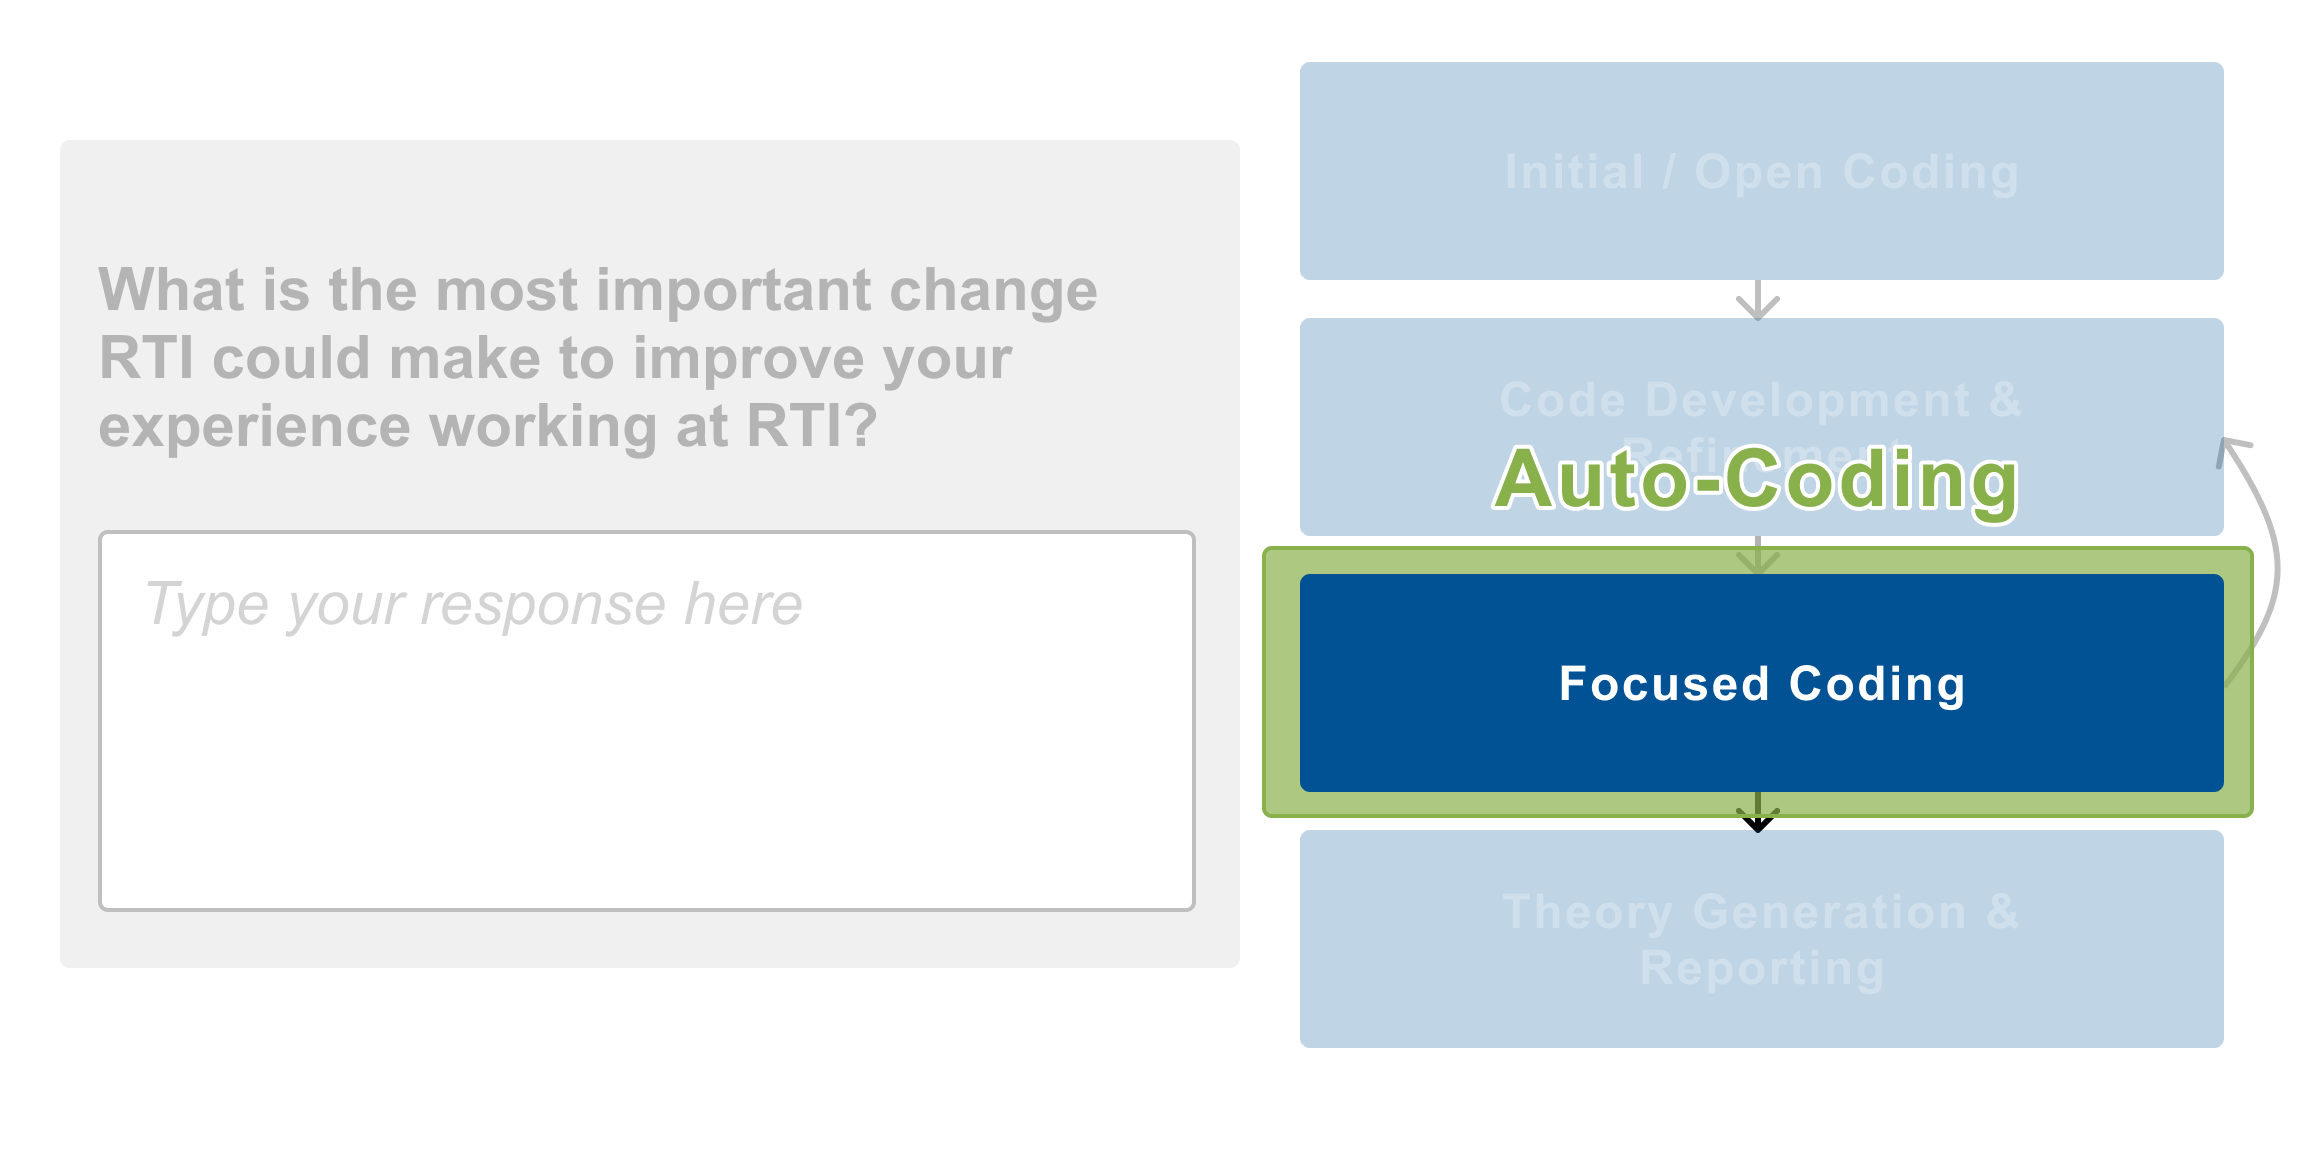 What is the most important change
RTI could make to improve your
experience working at RTI?
Type your response here
Initial / Open Coding
Code Development &
Refinement
Auto-Coding
Focused Coding
Theory Generation &
Reporting